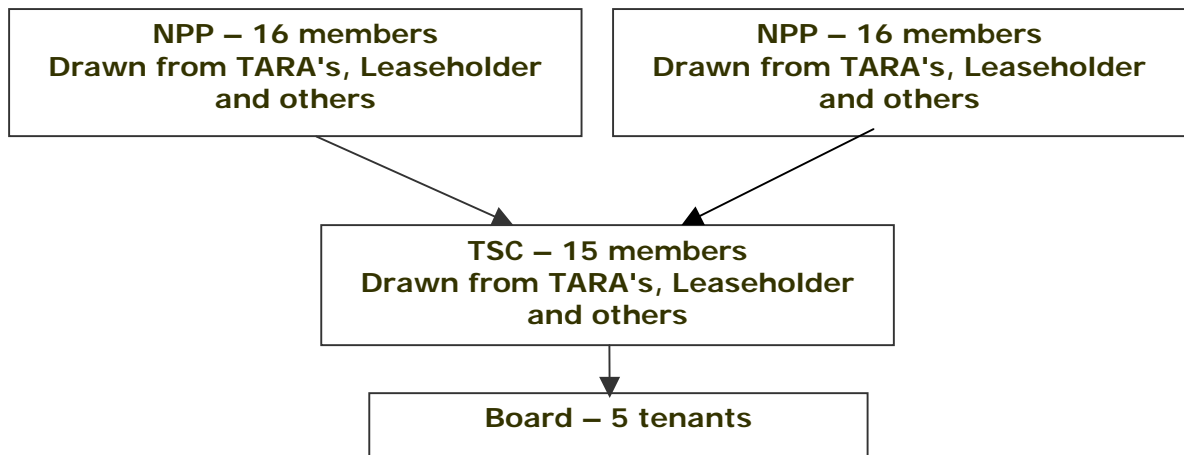 NPP – 16 members
Drawn from TARA's, Leaseholder
and others
NPP – 16 members
Drawn from TARA's, Leaseholder
and others
TSC – 15 members
Drawn from TARA's, Leaseholder
and others
Board – 5 tenants